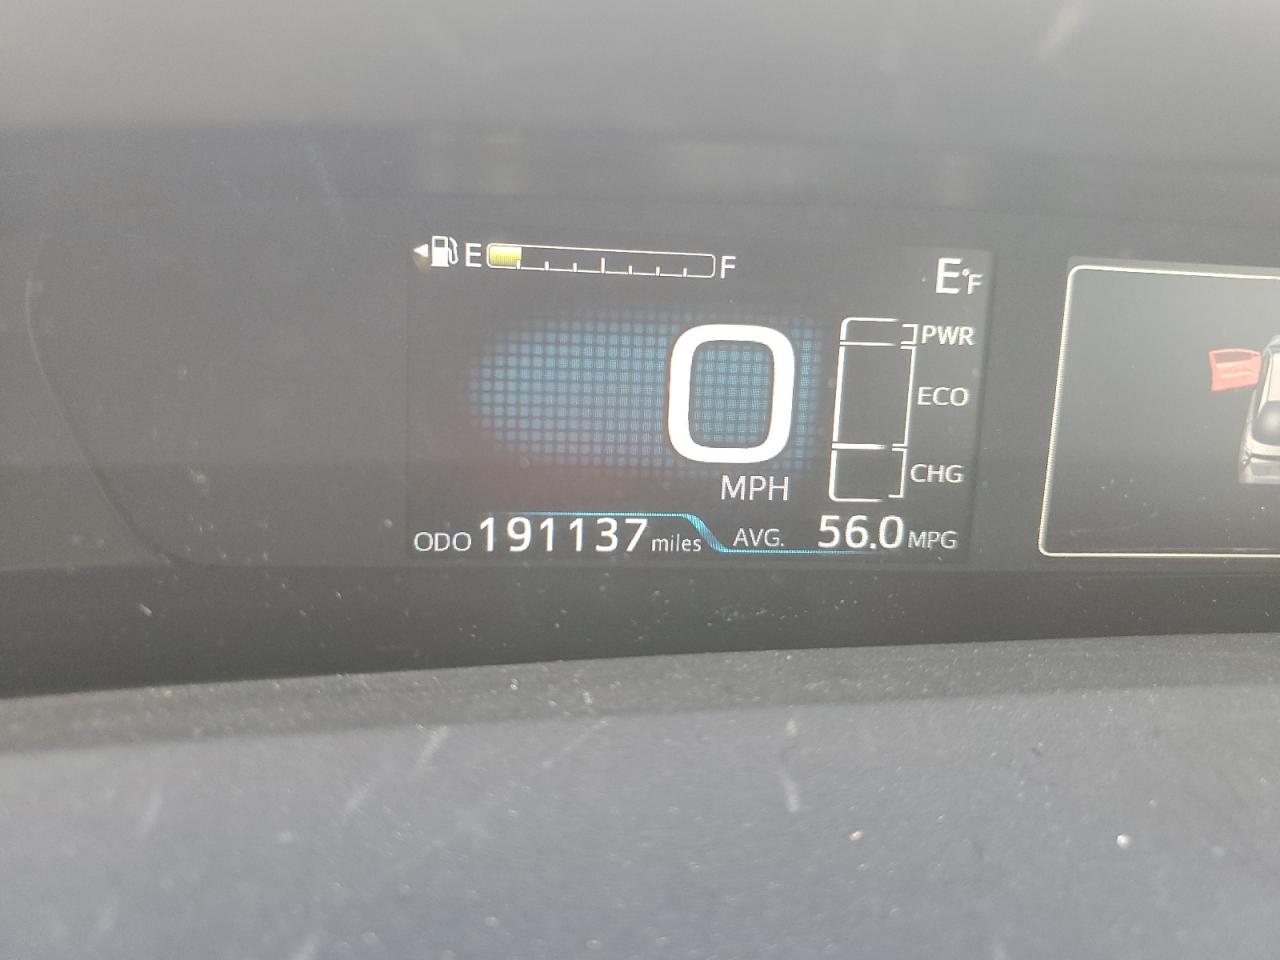 E F
E°F
0
MPH
PWR
ECO
CHG
ODO 191137 miles AVG. 56.0 MPG